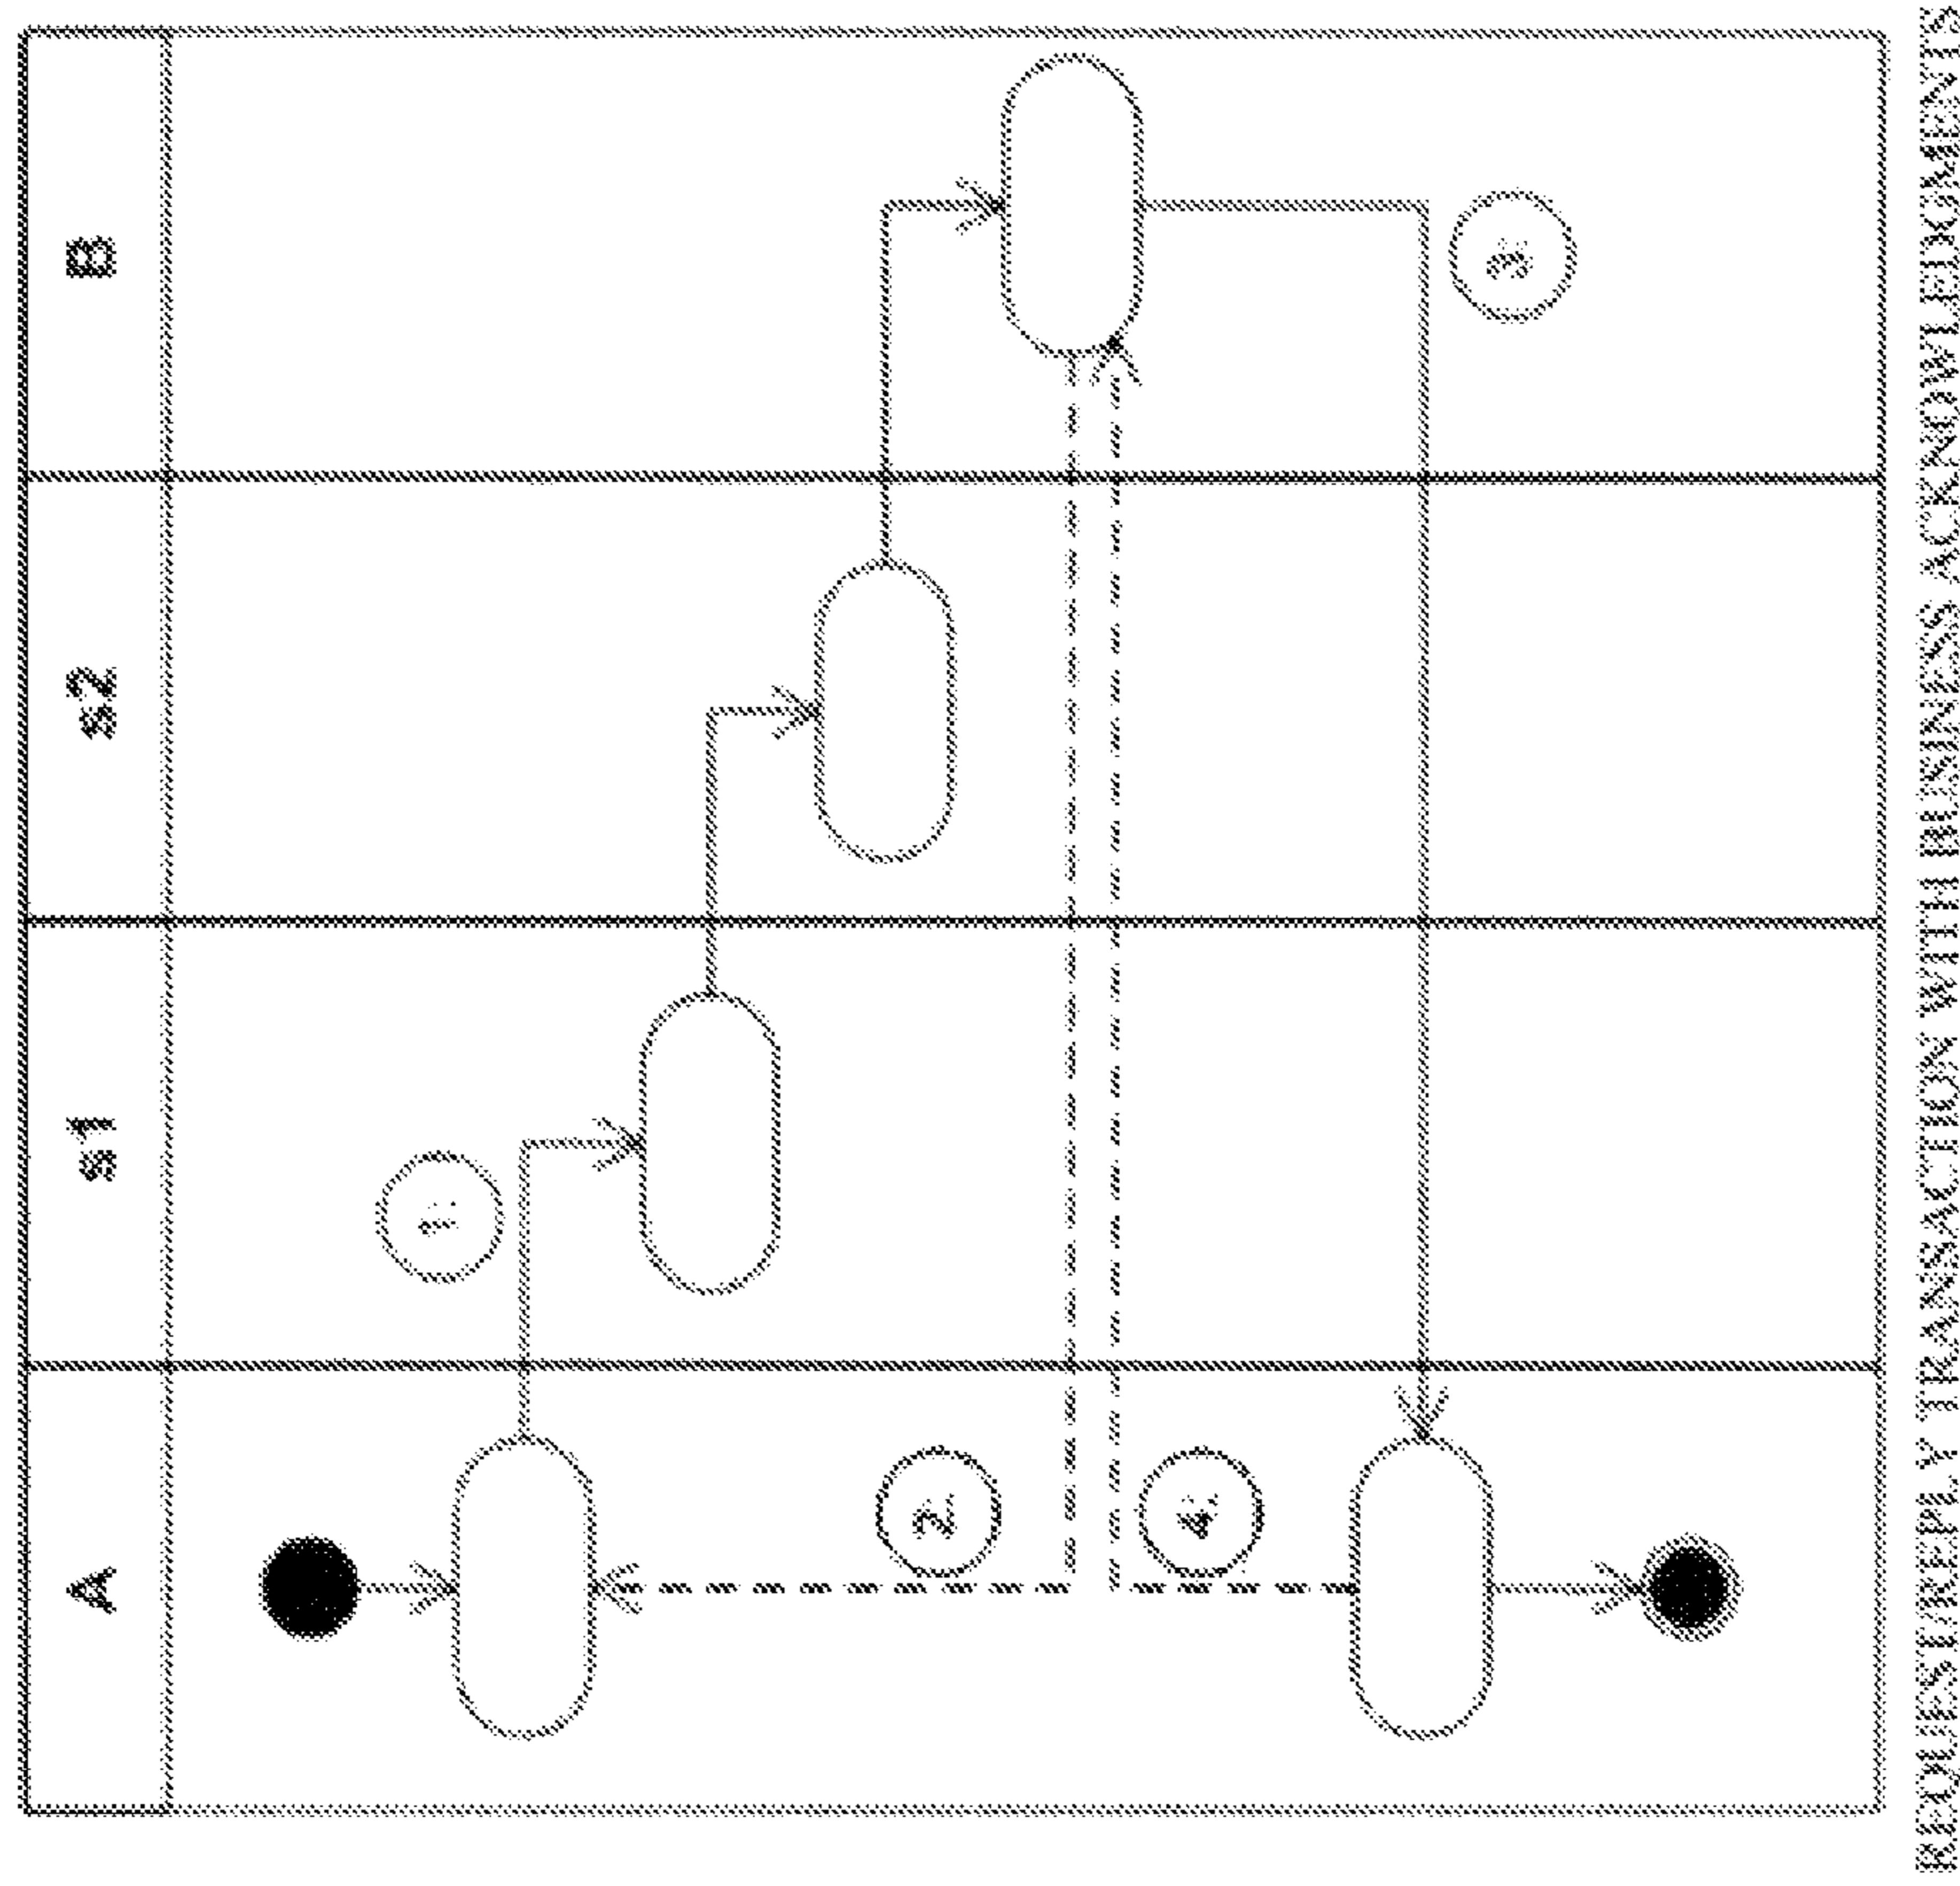 A
s1
s2
B
1.
2.
4.
3.
REQUEST/REPLY TRANSACTION WITH BUSINESS ACKNOWLEDGMENTS